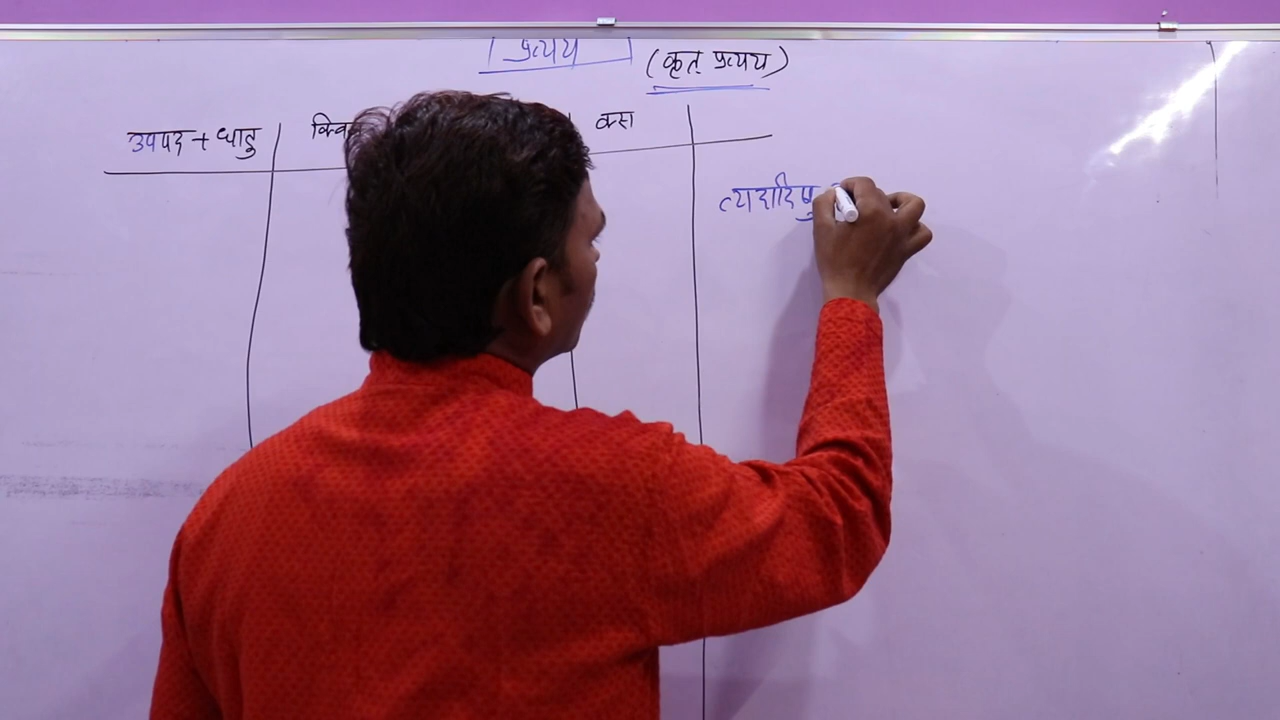 प्रत्यय (कृत् प्रत्यय)
उपपद + धातु क्स
त्यदादिषु